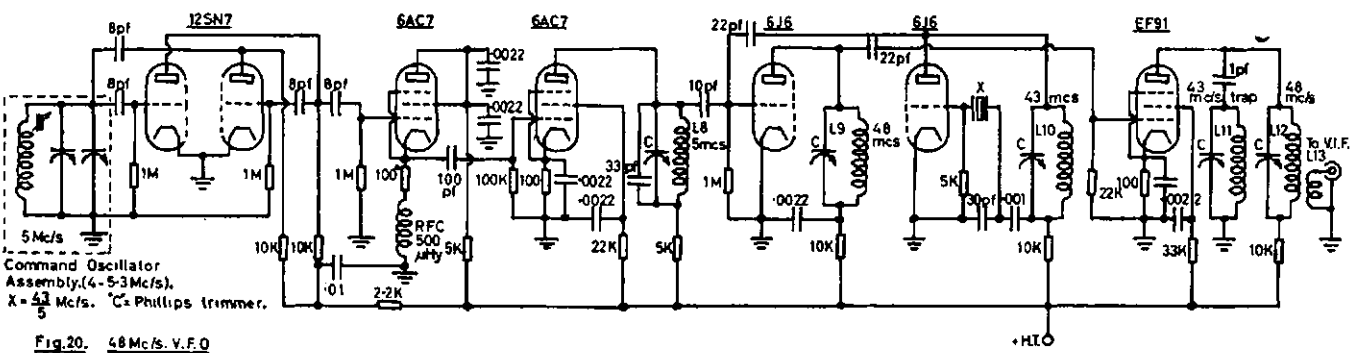 12SN7
6AC7
6AC7
6J6
6J6
EF91
8pf
8pf
8pf
8pf
1M
1M
10K
10K
.01
2·2K
1M
100
RFC
500
μHy
·0022
·0022
5K
100
pf
100K
100
·0022
·0022
22K
33pf
C
L8
5mcs
5K
10pf
22pf
1M
·0022
C
L9
48
mcs
10K
22pf
X
5K
30pf
·001
43 mcs
C
L10
10K
22K
100
·0022
33K
1pf
43
mc/s trap
C
L11
48
mc/s
C
L12
10K
To V.I.F.
L13
5Mc/s
Command Oscillator
Assembly.(4-5·3Mc/s).
X = 43/5 Mc/s. "C"= Phillips trimmer.
+H.T.
Fig.20. 48Mc/s. V.F.O